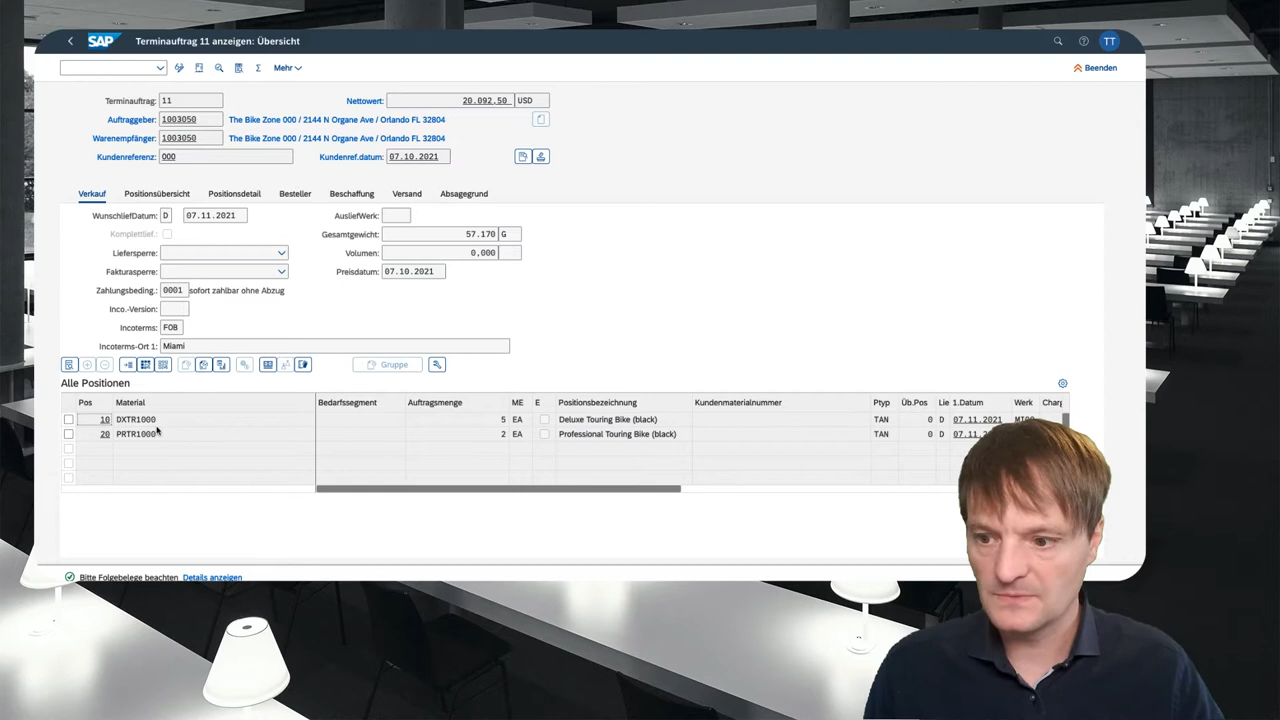 SAP Terminauftrag 11 anzeigen: Übersicht TT
Mehr Beenden
Terminauftrag: 11 Nettowert: 20.092,50 USD
Auftraggeber: 1003050 The Bike Zone 000 / 2144 N Organe Ave / Orlando FL 32804
Warenempfänger: 1003050 The Bike Zone 000 / 2144 N Organe Ave / Orlando FL 32804
Kundenreferenz: 000 Kundenref.datum: 07.10.2021
Verkauf Positionsübersicht Positionsdetail Besteller Beschaffung Versand Absagegrund
WunschliefDatum: D 07.11.2021 AusliefWerk:
Komplettlief.: Gesamtgewicht: 57.170 G
Liefersperre: Volumen: 0,000
Fakturasperre: Preisdatum: 07.10.2021
Zahlungsbeding.: 0001 sofort zahlbar ohne Abzug
Inco.-Version:
Incoterms: FOB
Incoterms-Ort 1: Miami
Gruppe
Alle Positionen
Pos Material Bedarfssegment Auftragsmenge ME E Positionsbezeichnung Kundenmaterialnummer Ptyp Üb.Pos Lie 1.Datum Werk Charg
10 DXTR1000 5 EA Deluxe Touring Bike (black) TAN 0 D 07.11.2021
20 PRTR1000 2 EA Professional Touring Bike (black) TAN 0 D
Bitte Folgebelege beachten Details anzeigen